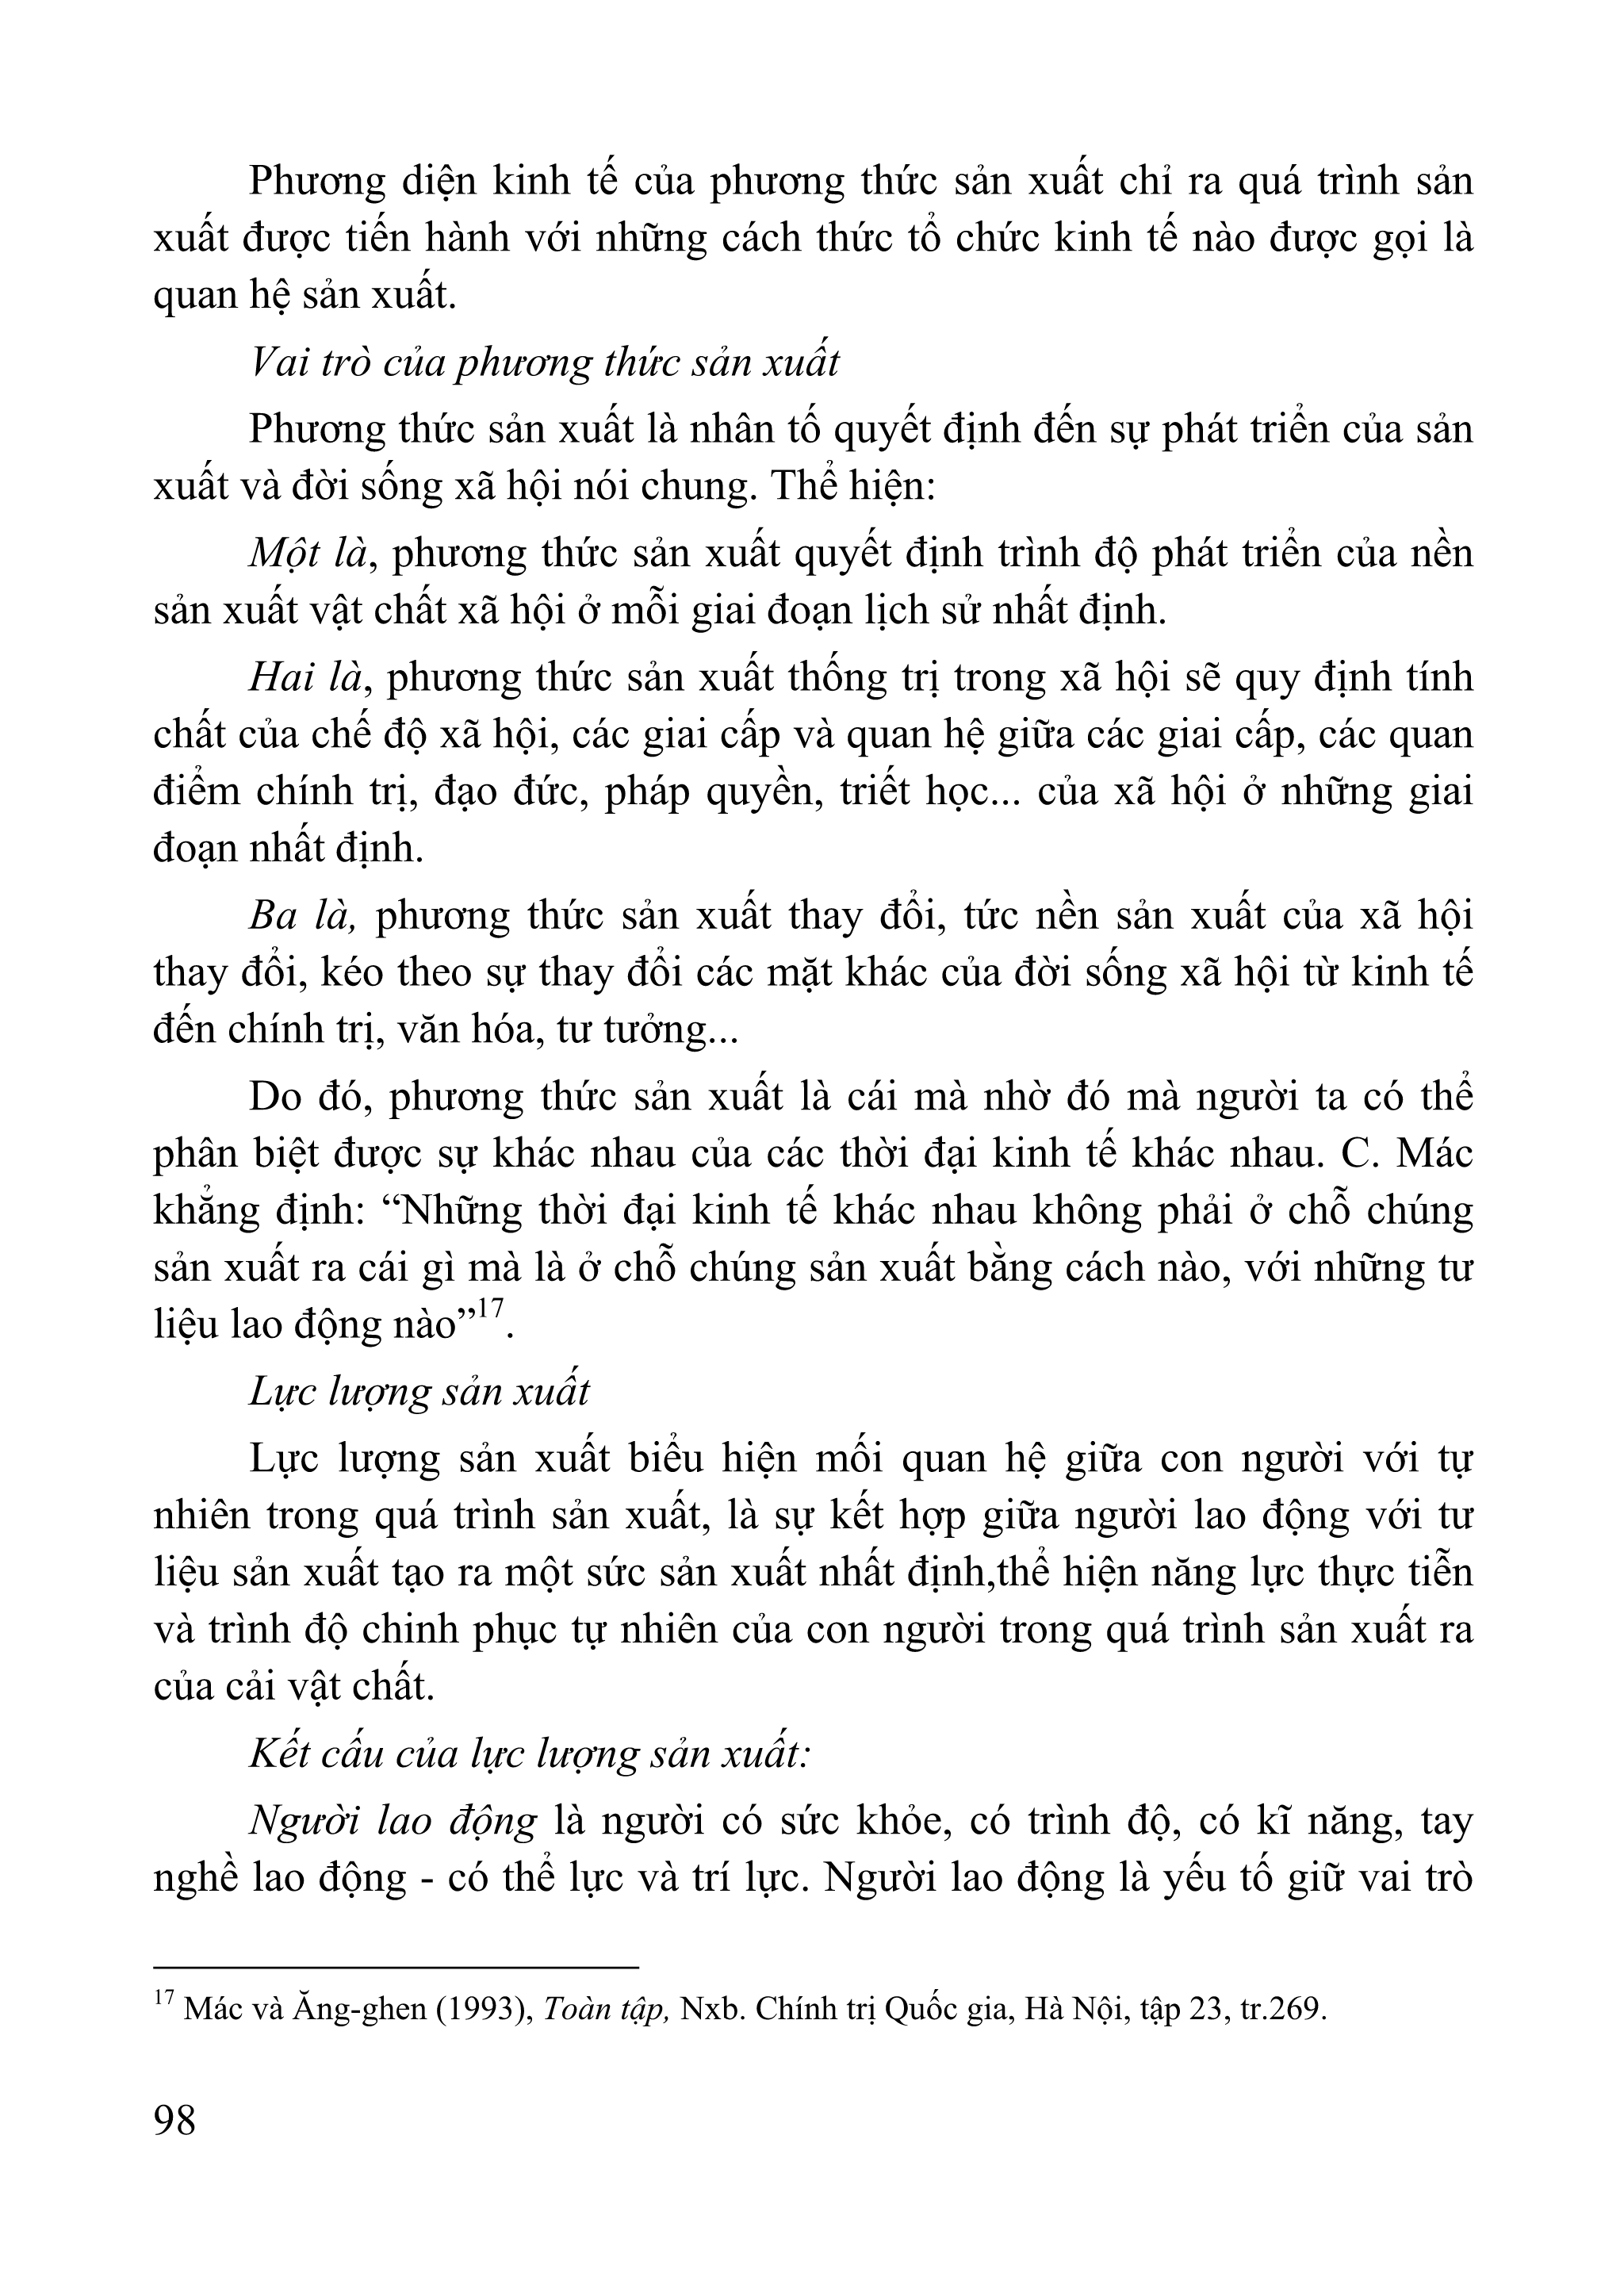 Phương diện kinh tế của phương thức sản xuất chỉ ra quá trình sản
xuất được tiến hành với những cách thức tổ chức kinh tế nào được gọi là
quan hệ sản xuất.
Vai trò của phương thức sản xuất
Phương thức sản xuất là nhân tố quyết định đến sự phát triển của sản
xuất và đời sống xã hội nói chung. Thể hiện:
Một là, phương thức sản xuất quyết định trình độ phát triển của nền
sản xuất vật chất xã hội ở mỗi giai đoạn lịch sử nhất định.
Hai là, phương thức sản xuất thống trị trong xã hội sẽ quy định tính
chất của chế độ xã hội, các giai cấp và quan hệ giữa các giai cấp, các quan
điểm chính trị, đạo đức, pháp quyền, triết học... của xã hội ở những giai
đoạn nhất định.
Ba là, phương thức sản xuất thay đổi, tức nền sản xuất của xã hội
thay đổi, kéo theo sự thay đổi các mặt khác của đời sống xã hội từ kinh tế
đến chính trị, văn hóa, tư tưởng...
Do đó, phương thức sản xuất là cái mà nhờ đó mà người ta có thể
phân biệt được sự khác nhau của các thời đại kinh tế khác nhau. C. Mác
khẳng định: “Những thời đại kinh tế khác nhau không phải ở chỗ chúng
sản xuất ra cái gì mà là ở chỗ chúng sản xuất bằng cách nào, với những tư
liệu lao động nào”17.
Lực lượng sản xuất
Lực lượng sản xuất biểu hiện mối quan hệ giữa con người với tự
nhiên trong quá trình sản xuất, là sự kết hợp giữa người lao động với tư
liệu sản xuất tạo ra một sức sản xuất nhất định,thể hiện năng lực thực tiễn
và trình độ chinh phục tự nhiên của con người trong quá trình sản xuất ra
của cải vật chất.
Kết cấu của lực lượng sản xuất:
Người lao động là người có sức khỏe, có trình độ, có kĩ năng, tay
nghề lao động - có thể lực và trí lực. Người lao động là yếu tố giữ vai trò
17 Mác và Ăng-ghen (1993), Toàn tập, Nxb. Chính trị Quốc gia, Hà Nội, tập 23, tr.269.
98